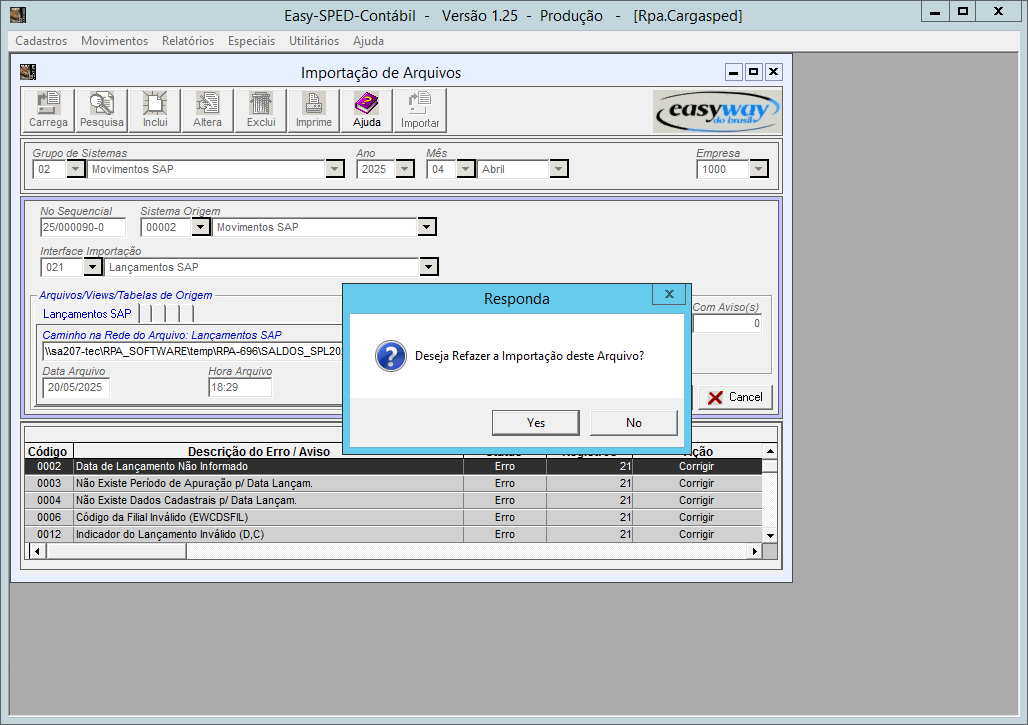 Easy-SPED-Contábil - Versão 1.25 - Produção - [Rpa.Cargasped]
Cadastros Movimentos Relatórios Especiais Utilitários Ajuda
Importação de Arquivos
Carrega Pesquisa Inclui Altera Exclui Imprime Ajuda Importar
easyway
do brasil
Grupo de Sistemas Ano Mês Empresa
02 Movimentos SAP 2025 04 Abril 1000
No Sequencial Sistema Origem
25/000090-0 00002 Movimentos SAP
Interface Importação
021 Lançamentos SAP
Arquivos/Views/Tabelas de Origem
Com Aviso(s)
Lançamentos SAP
0
Caminho na Rede do Arquivo: Lançamentos SAP
\\sa207-tec\RPA_SOFTWARE\temp\RPA-696\SALDOS_SPL202
Data Arquivo Hora Arquivo
20/05/2025 18:29
Cancel
Responda
X
Deseja Refazer a Importação deste Arquivo?
Yes No
Código Descrição do Erro / Aviso Status Registros Ação
0002 Data de Lançamento Não Informado Erro 21 Corrigir
0003 Não Existe Período de Apuração p/ Data Lançam. Erro 21 Corrigir
0004 Não Existe Dados Cadastrais p/ Data Lançam. Erro 21 Corrigir
0006 Código da Filial Inválido (EWCDSFIL) Erro 21 Corrigir
0012 Indicador do Lançamento Inválido (D,C) Erro 21 Corrigir